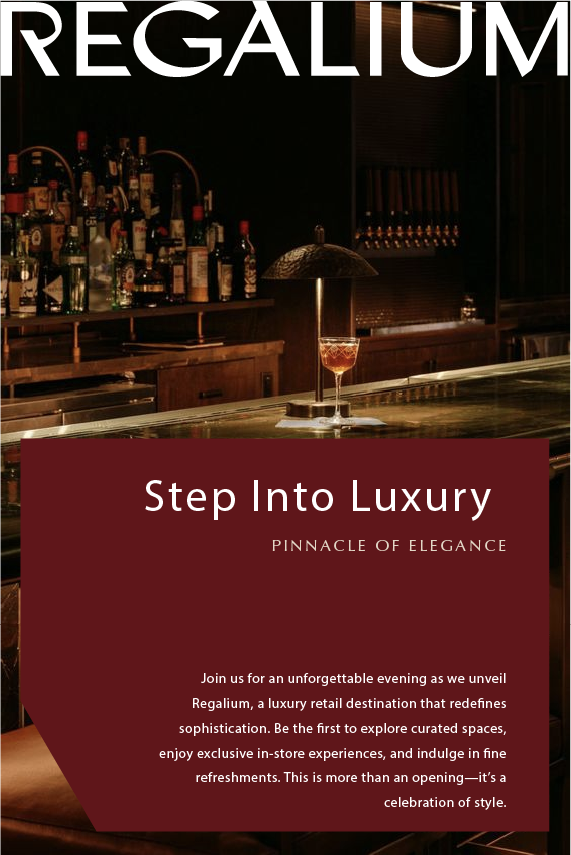 REGALIUM
Step Into Luxury
PINNACLE OF ELEGANCE
Join us for an unforgettable evening as we unveil
Regalium, a luxury retail destination that redefines
sophistication. Be the first to explore curated spaces,
enjoy exclusive in-store experiences, and indulge in fine
refreshments. This is more than an opening—it's a
celebration of style.